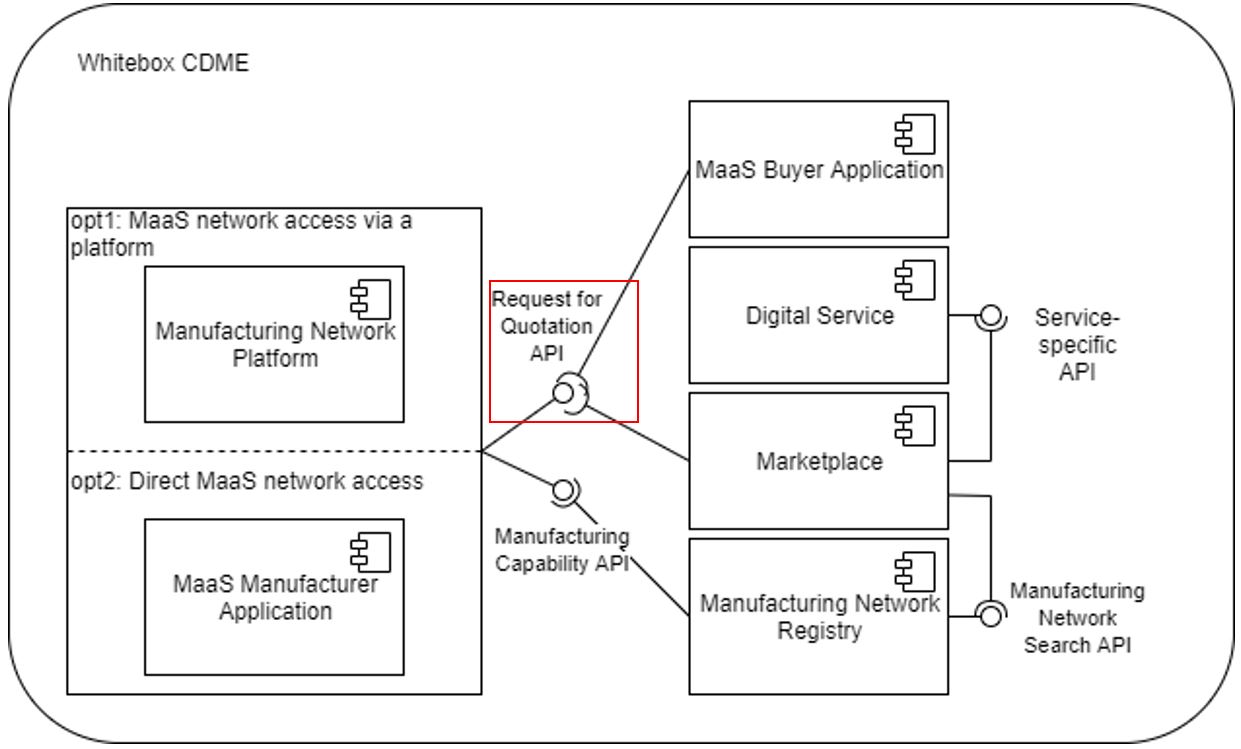 Whitebox CDME
MaaS Buyer Application
opt1: MaaS network access via a
platform
Manufacturing Network
Platform
Request for
Quotation
API
Digital Service
Service-
specific
API
Marketplace
opt2: Direct MaaS network access
MaaS Manufacturer
Application
Manufacturing
Capability API
Manufacturing Network
Registry
Manufacturing
Network
Search API